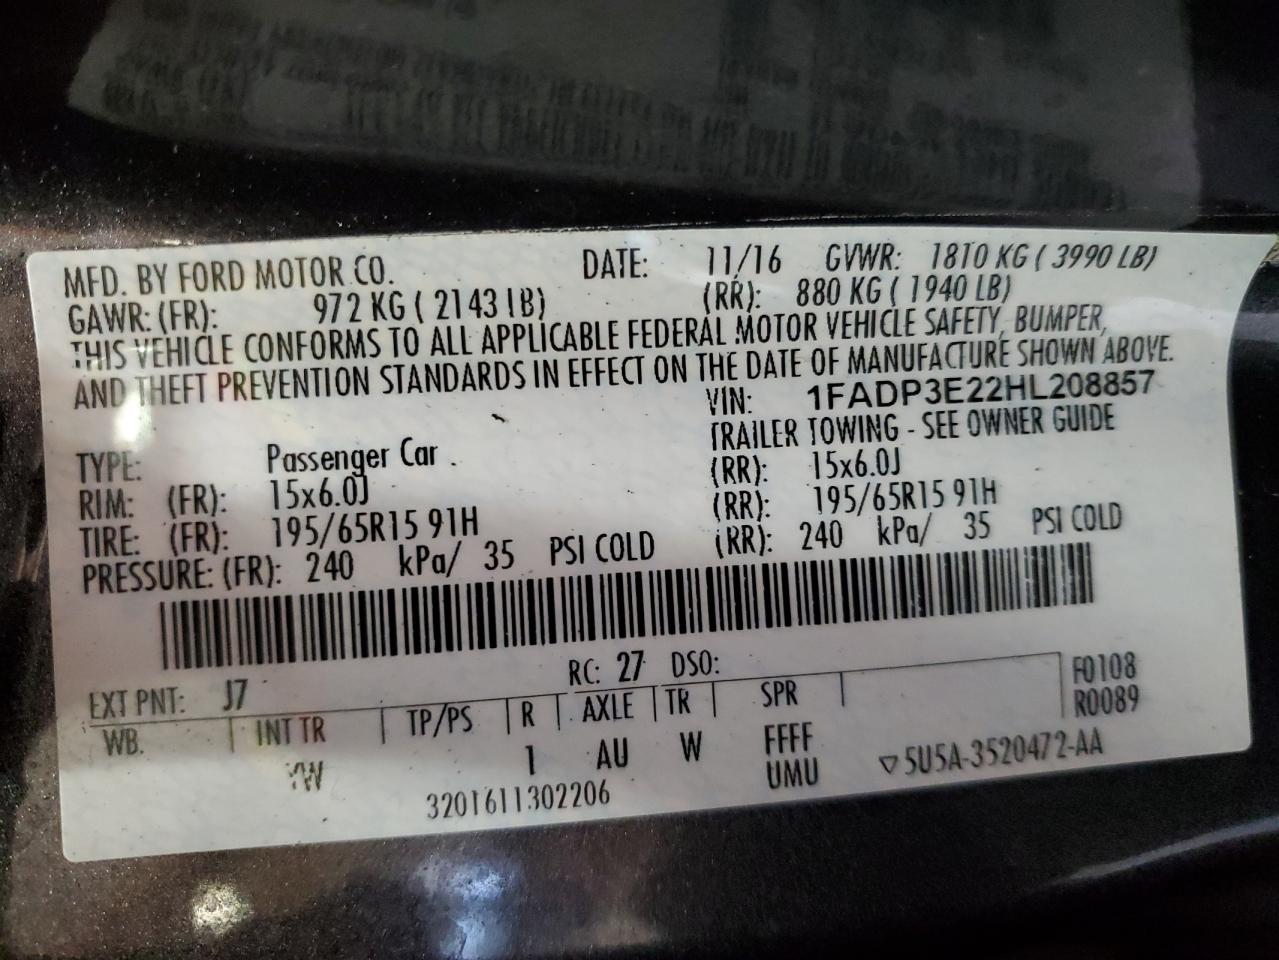 MFD. BY FORD MOTOR CO. DATE: 11/16 GVWR: 1810 KG ( 3990 LB)
GAWR: (FR): 972 KG ( 2143 LB) (RR): 880 KG ( 1940 LB)
THIS VEHICLE CONFORMS TO ALL APPLICABLE FEDERAL MOTOR VEHICLE SAFETY, BUMPER,
AND THEFT PREVENTION STANDARDS IN EFFECT ON THE DATE OF MANUFACTURE SHOWN ABOVE.
VIN: 1FADP3E22HL208857
TRAILER TOWING - SEE OWNER GUIDE
TYPE: Passenger Car
RIM: (FR): 15x6.0J (RR): 15x6.0J
TIRE: (FR): 195/65R15 91H (RR): 195/65R15 91H
PRESSURE: (FR): 240 kPa/ 35 PSI COLD (RR): 240 kPa/ 35 PSI COLD
EXT PNT: J7 RC: 27 DSO: F0108
WB. INT TR TP/PS R AXLE TR SPR R0089
YW 1 AU W FFFF
UMU ▽5U5A-3520472-AA
3201611302206